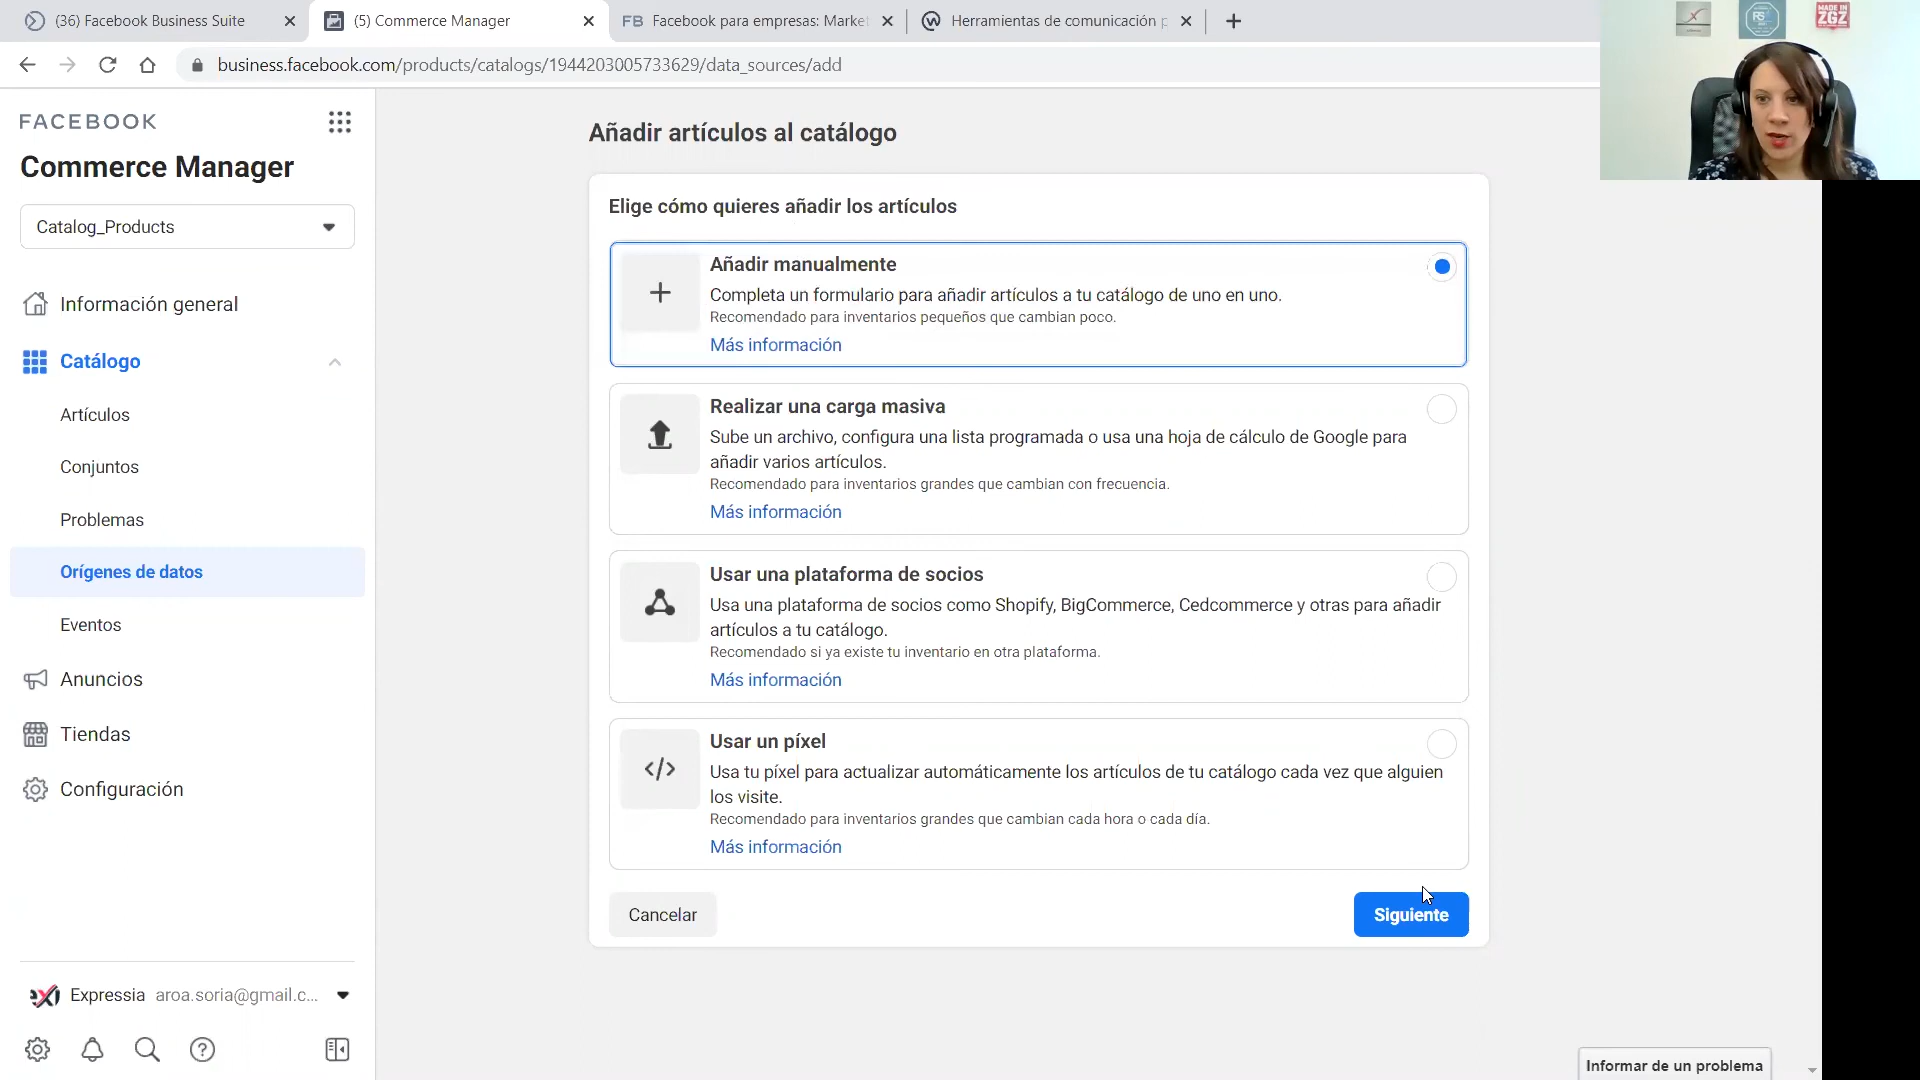 (36) Facebook Business Suite
(5) Commerce Manager
FB Facebook para empresas: Marke
Herramientas de comunicación p
business.facebook.com/products/catalogs/1944203005733629/data_sources/add
MADE IN
ZGZ
RS
FACEBOOK
Commerce Manager
Catalog_Products
Información general
Catálogo
Artículos
Conjuntos
Problemas
Orígenes de datos
Eventos
Anuncios
Tiendas
Configuración
Expressia aroa.soria@gmail.c...
Añadir artículos al catálogo
Elige cómo quieres añadir los artículos
Añadir manualmente
Completa un formulario para añadir artículos a tu catálogo de uno en uno.
Recomendado para inventarios pequeños que cambian poco.
Más información
Realizar una carga masiva
Sube un archivo, configura una lista programada o usa una hoja de cálculo de Google para
añadir varios artículos.
Recomendado para inventarios grandes que cambian con frecuencia.
Más información
Usar una plataforma de socios
Usa una plataforma de socios como Shopify, BigCommerce, Cedcommerce y otras para añadir
artículos a tu catálogo.
Recomendado si ya existe tu inventario en otra plataforma.
Más información
Usar un píxel
Usa tu píxel para actualizar automáticamente los artículos de tu catálogo cada vez que alguien
los visite.
Recomendado para inventarios grandes que cambian cada hora o cada día.
Más información
Cancelar
Siguiente
Informar de un problema